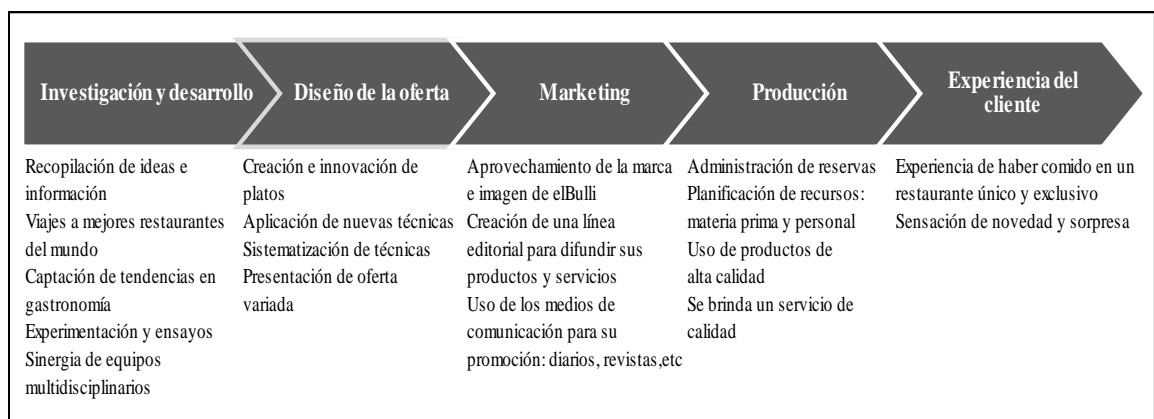 Investigación y desarrollo
Diseño de la oferta
Marketing
Producción
Experiencia del
cliente
Recopilación de ideas e
información
Viajes a mejores restaurantes
del mundo
Captación de tendencias en
gastronomía
Experimentación y ensayos
Sinergia de equipos
multidisciplinarios
Creación e innovación de
platos
Aplicación de nuevas técnicas
Sistematización de técnicas
Presentación de oferta
variada
Aprovechamiento de la marca
e imagen de elBulli
Creación de una línea
editorial para difundir sus
productos y servicios
Uso de los medios de
comunicación para su
promoción: diarios, revistas,etc
Administración de reservas
Planificación de recursos:
materia prima y personal
Uso de productos de
alta calidad
Se brinda un servicio de
calidad
Experiencia de haber comido en un
restaurante único y exclusivo
Sensación de novedad y sorpresa